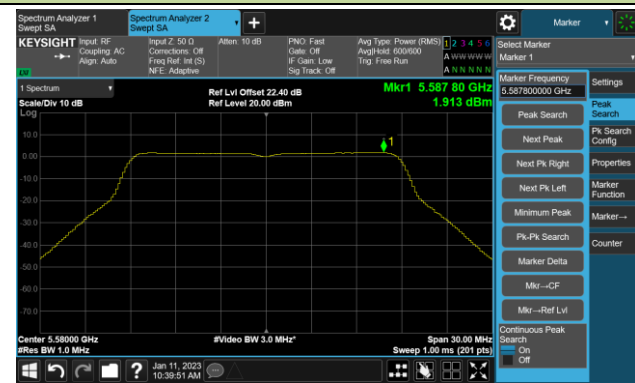 Spectrum Analyzer 1
Swept SA
Spectrum Analyzer 2
Swept SA
Marker
KEYSIGHT
Input: RF
Coupling: AC
Align: Auto
Input Z: 50 Ω
Corrections: Off
Freq Ref: Int (S)
NFE: Adaptive
Atten: 10 dB
PNO: Fast
Gate: Off
IF Gain: Low
Sig Track: Off
Avg Type: Power (RMS)
Avg|Hold: 600/600
Trig: Free Run
1 2 3 4 5 6
A W W W W W
A N N N N N
Select Marker
Marker 1
1 Spectrum
Scale/Div 10 dB
Log
Ref Lvl Offset 22.40 dB
Ref Level 20.00 dBm
Mkr1 5.587 80 GHz
1.913 dBm
1
10.0
0.00
-10.0
-20.0
-30.0
-40.0
-50.0
-60.0
-70.0
Center 5.58000 GHz
#Res BW 1.0 MHz
#Video BW 3.0 MHz*
Span 30.00 MHz
Sweep 1.00 ms (201 pts)
Marker Frequency
5.587800000 GHz
Peak Search
Next Peak
Next Pk Right
Next Pk Left
Minimum Peak
Pk-Pk Search
Marker Delta
Mkr→CF
Mkr→Ref Lvl
Continuous Peak
Search
On
Off
Settings
Peak
Search
Pk Search
Config
Properties
Marker
Function
Marker→
Counter
?
Jan 11, 2023
10:39:51 AM